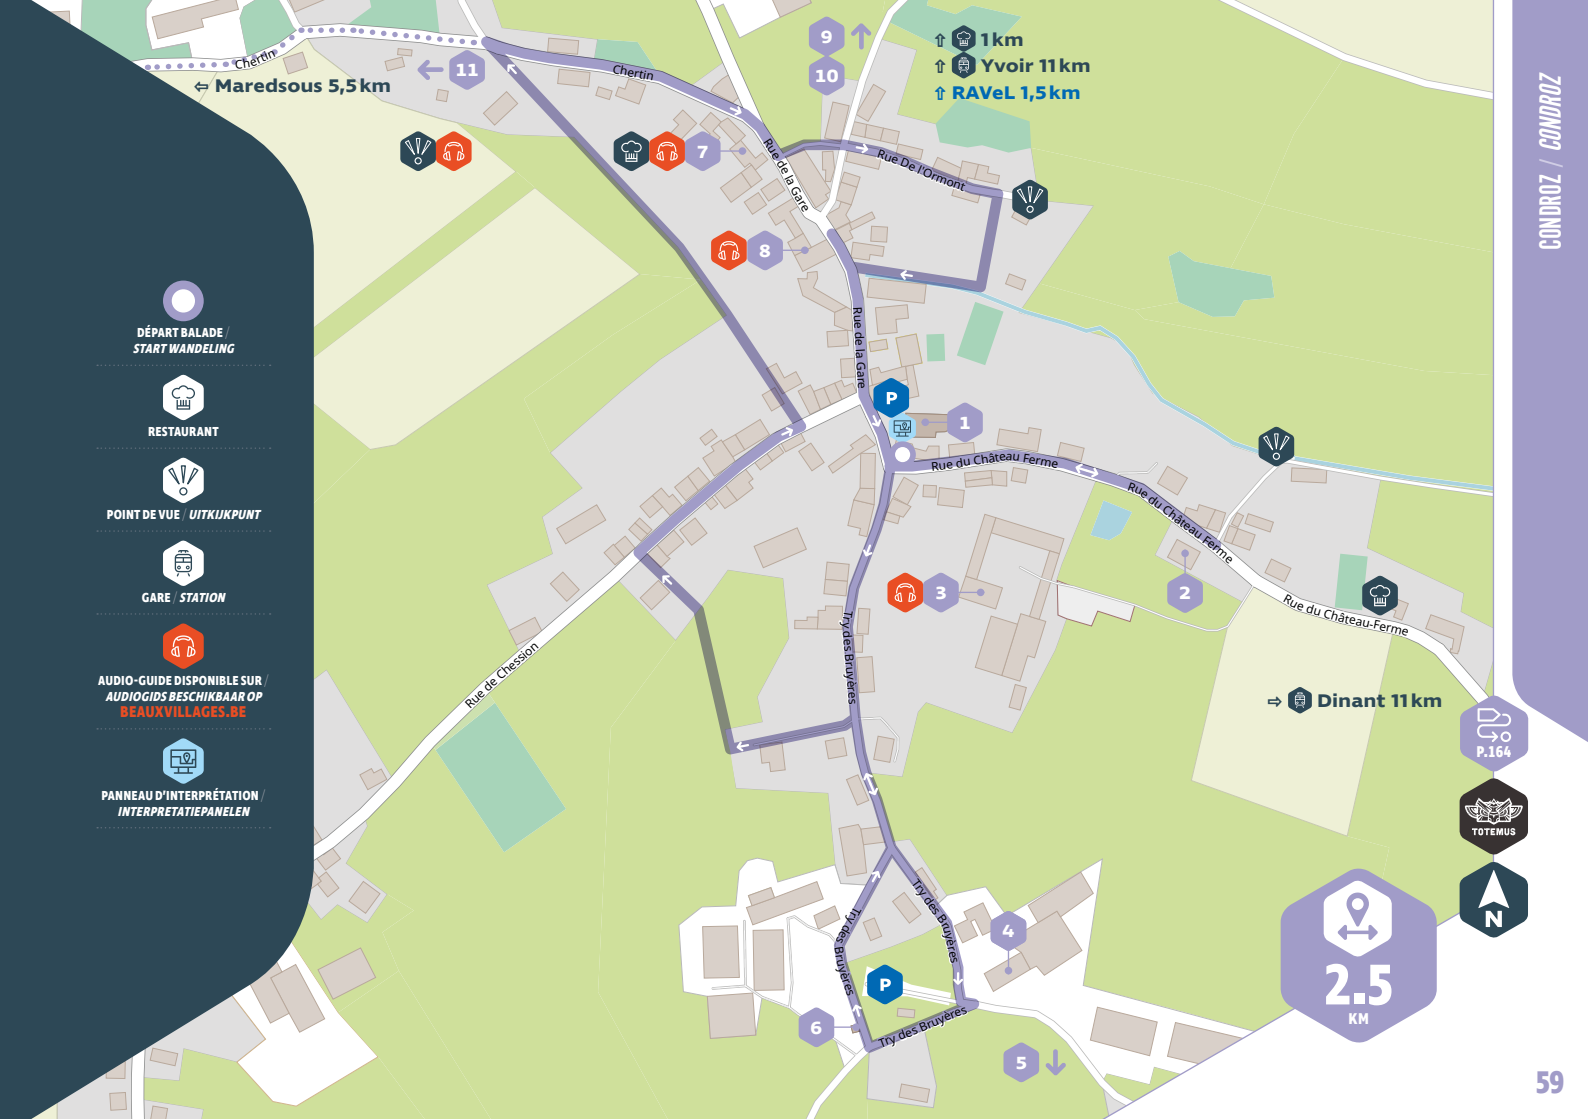 9
10
⇧ 1 km
⇧ Yvoir 11 km
⇧ RAVeL 1,5 km
CONDROZ / CONDROZ
Chertin
11
⇦ Maredsous 5,5 km
Chertin
7
Rue de la Gare
Rue De l'Ormont
8
DÉPART BALADE /
START WANDELING
RESTAURANT
POINT DE VUE / UITKIJKPUNT
GARE / STATION
AUDIO-GUIDE DISPONIBLE SUR /
AUDIOGIDS BESCHIKBAAR OP
BEAUXVILLAGES.BE
PANNEAU D'INTERPRÉTATION /
INTERPRETATIEPANELEN
Rue de la Gare
P
1
Rue du Château Ferme
Rue du Château Ferme
2
3
Rue du Château-Ferme
Try des Bruyères
Rue de Chession
⇨ Dinant 11 km
P.164
TOTEMUS
N
Try des Bruyères
Try des Bruyères
4
P
6
Try des Bruyères
5
2.5
KM
59